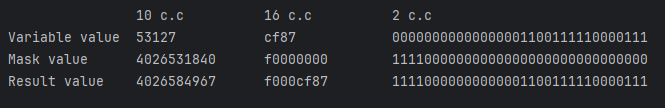 10 c.c 16 c.c 2 c.c
Variable value 53127 cf87 00000000000000001100111110000111
Mask value 4026531840 f0000000 11110000000000000000000000000000
Result value 4026584967 f000cf87 11110000000000001100111110000111